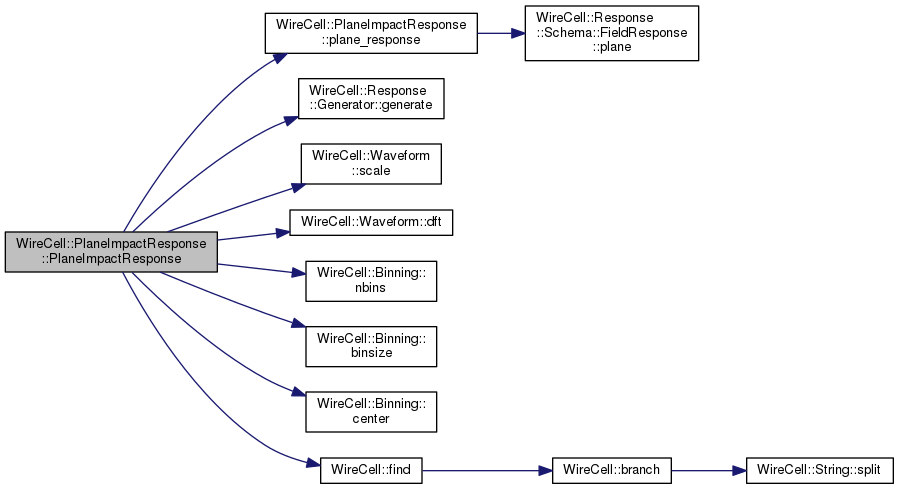 WireCell::PlaneImpactResponse
::PlaneImpactResponse
WireCell::PlaneImpactResponse
::plane_response
WireCell::Response
::Schema::FieldResponse
::plane
WireCell::Response
::Generator::generate
WireCell::Waveform
::scale
WireCell::Waveform::dft
WireCell::Binning::
nbins
WireCell::Binning::
binsize
WireCell::Binning::
center
WireCell::find
WireCell::branch
WireCell::String::split